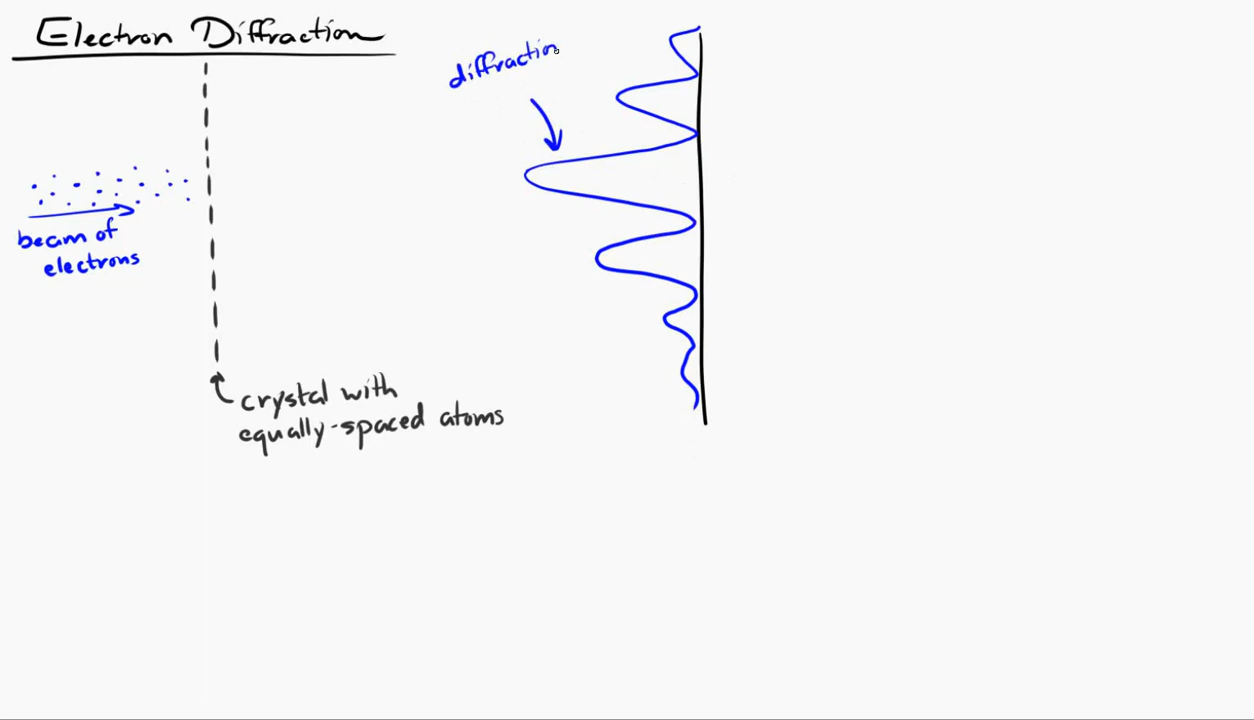 Electron Diffraction
diffraction
beam of
electrons
crystal with
equally-spaced atoms